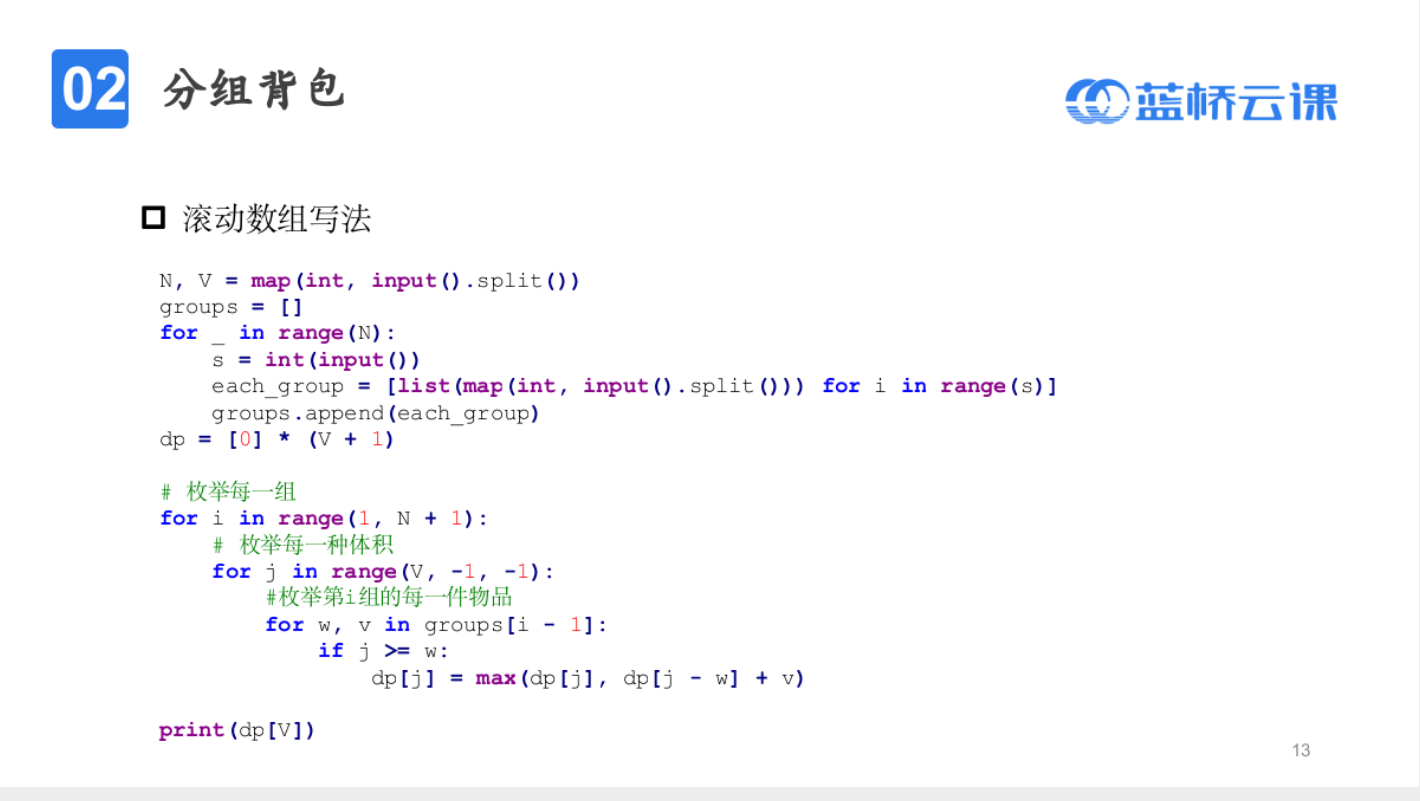 02 分组背包
蓝桥云课
滚动数组写法
N, V = map(int, input().split())
groups = []
for _ in range(N):
    s = int(input())
    each_group = [list(map(int, input().split())) for i in range(s)]
    groups.append(each_group)
dp = [0] * (V + 1)

# 枚举每一组
for i in range(1, N + 1):
    # 枚举每一种体积
    for j in range(V, -1, -1):
        #枚举第i组的每一件物品
        for w, v in groups[i - 1]:
            if j >= w:
                dp[j] = max(dp[j], dp[j - w] + v)

print(dp[V])
13